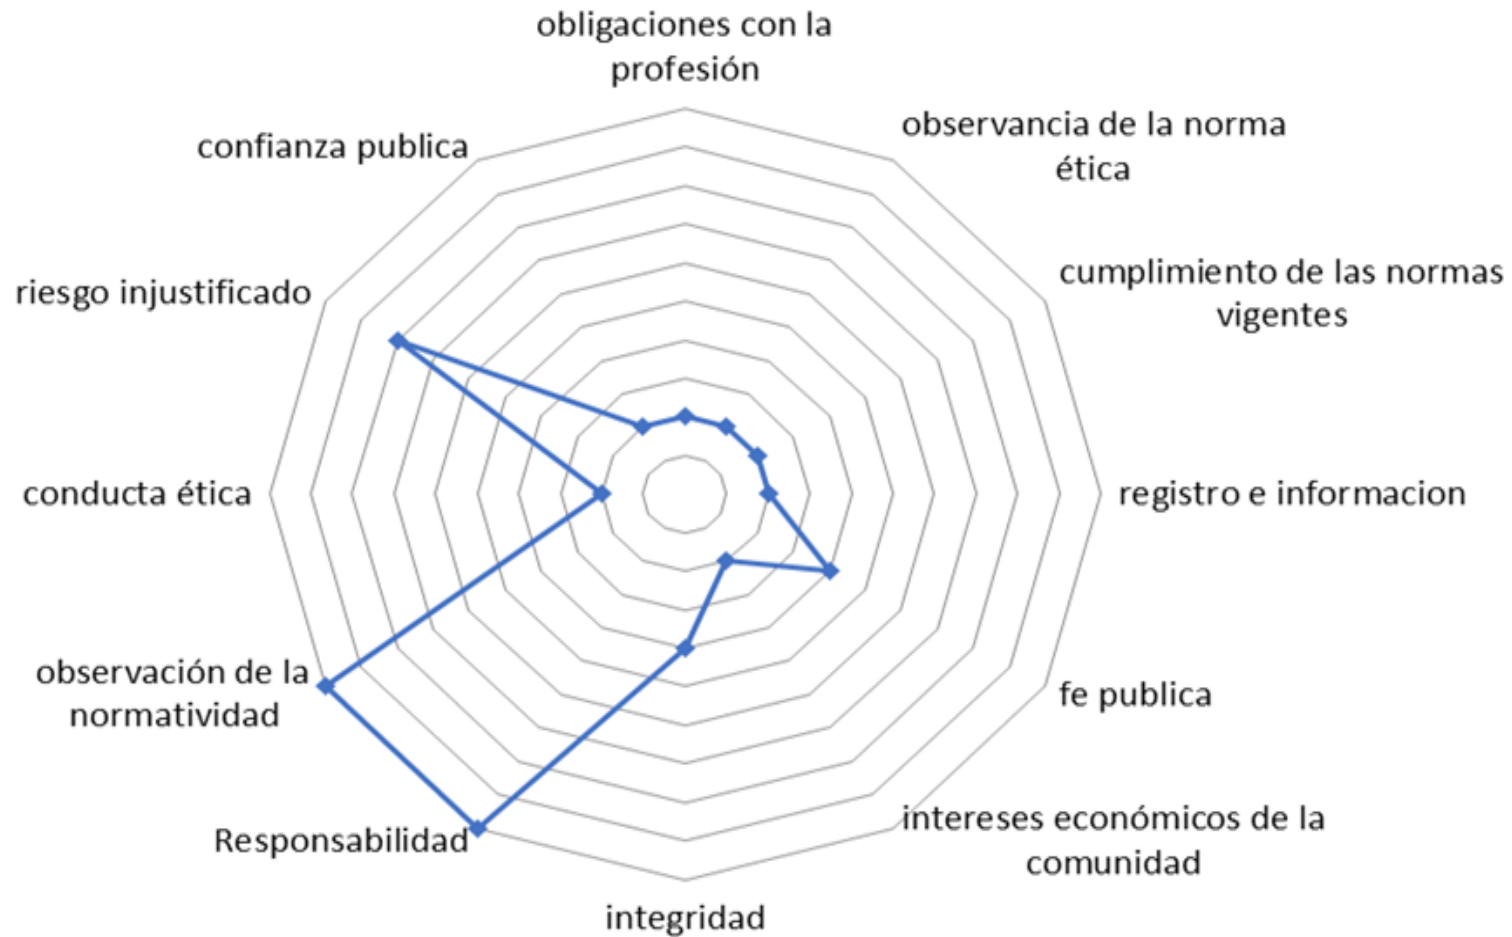 obligaciones con la
profesión
observancia de la norma
ética
cumplimiento de las normas
vigentes
registro e informacion
fe publica
intereses económicos de la
comunidad
integridad
Responsabilidad
observación de la
normatividad
conducta ética
riesgo injustificado
confianza publica